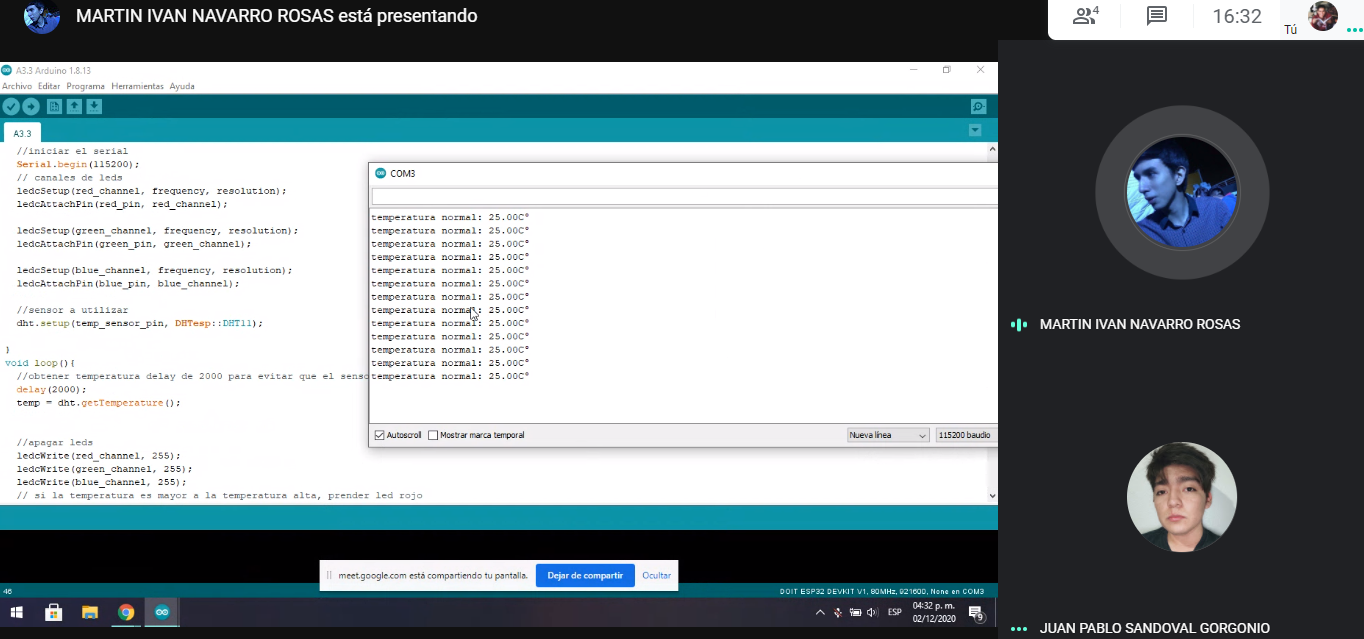 MARTIN IVAN NAVARRO ROSAS está presentando
4
16:32
Tú
A3.3 Arduino 1.8.13
Archivo Editar Programa Herramientas Ayuda
A3.3
//iniciar el serial
Serial.begin(115200);
// canales de leds
ledcSetup(red_channel, frequency, resolution);
ledcAttachPin(red_pin, red_channel);
ledcSetup(green_channel, frequency, resolution);
ledcAttachPin(green_pin, green_channel);
ledcSetup(blue_channel, frequency, resolution);
ledcAttachPin(blue_pin, blue_channel);
//sensor a utilizar
dht.setup(temp_sensor_pin, DHTesp::DHT11);
}
void loop(){
//obtener temperatura delay de 2000 para evitar que el senso
delay(2000);
temp = dht.getTemperature();
//apagar leds
ledcWrite(red_channel, 255);
ledcWrite(green_channel, 255);
ledcWrite(blue_channel, 255);
// si la temperatura es mayor a la temperatura alta, prender led rojo
COM3
temperatura normal: 25.00C°
temperatura normal: 25.00C°
temperatura normal: 25.00C°
temperatura normal: 25.00C°
temperatura normal: 25.00C°
temperatura normal: 25.00C°
temperatura normal: 25.00C°
temperatura normal: 25.00C°
temperatura normal: 25.00C°
temperatura normal: 25.00C°
temperatura normal: 25.00C°
temperatura normal: 25.00C°
temperatura normal: 25.00C°
Autoscroll Mostrar marca temporal
Nueva línea
115200 baudio
MARTIN IVAN NAVARRO ROSAS
JUAN PABLO SANDOVAL GORGONIO
meet.google.com está compartiendo tu pantalla.
Dejar de compartir
Ocultar
46
DOIT ESP32 DEVKIT V1, 80MHz, 921600, None en COM3
ESP
04:32 p. m.
02/12/2020
9